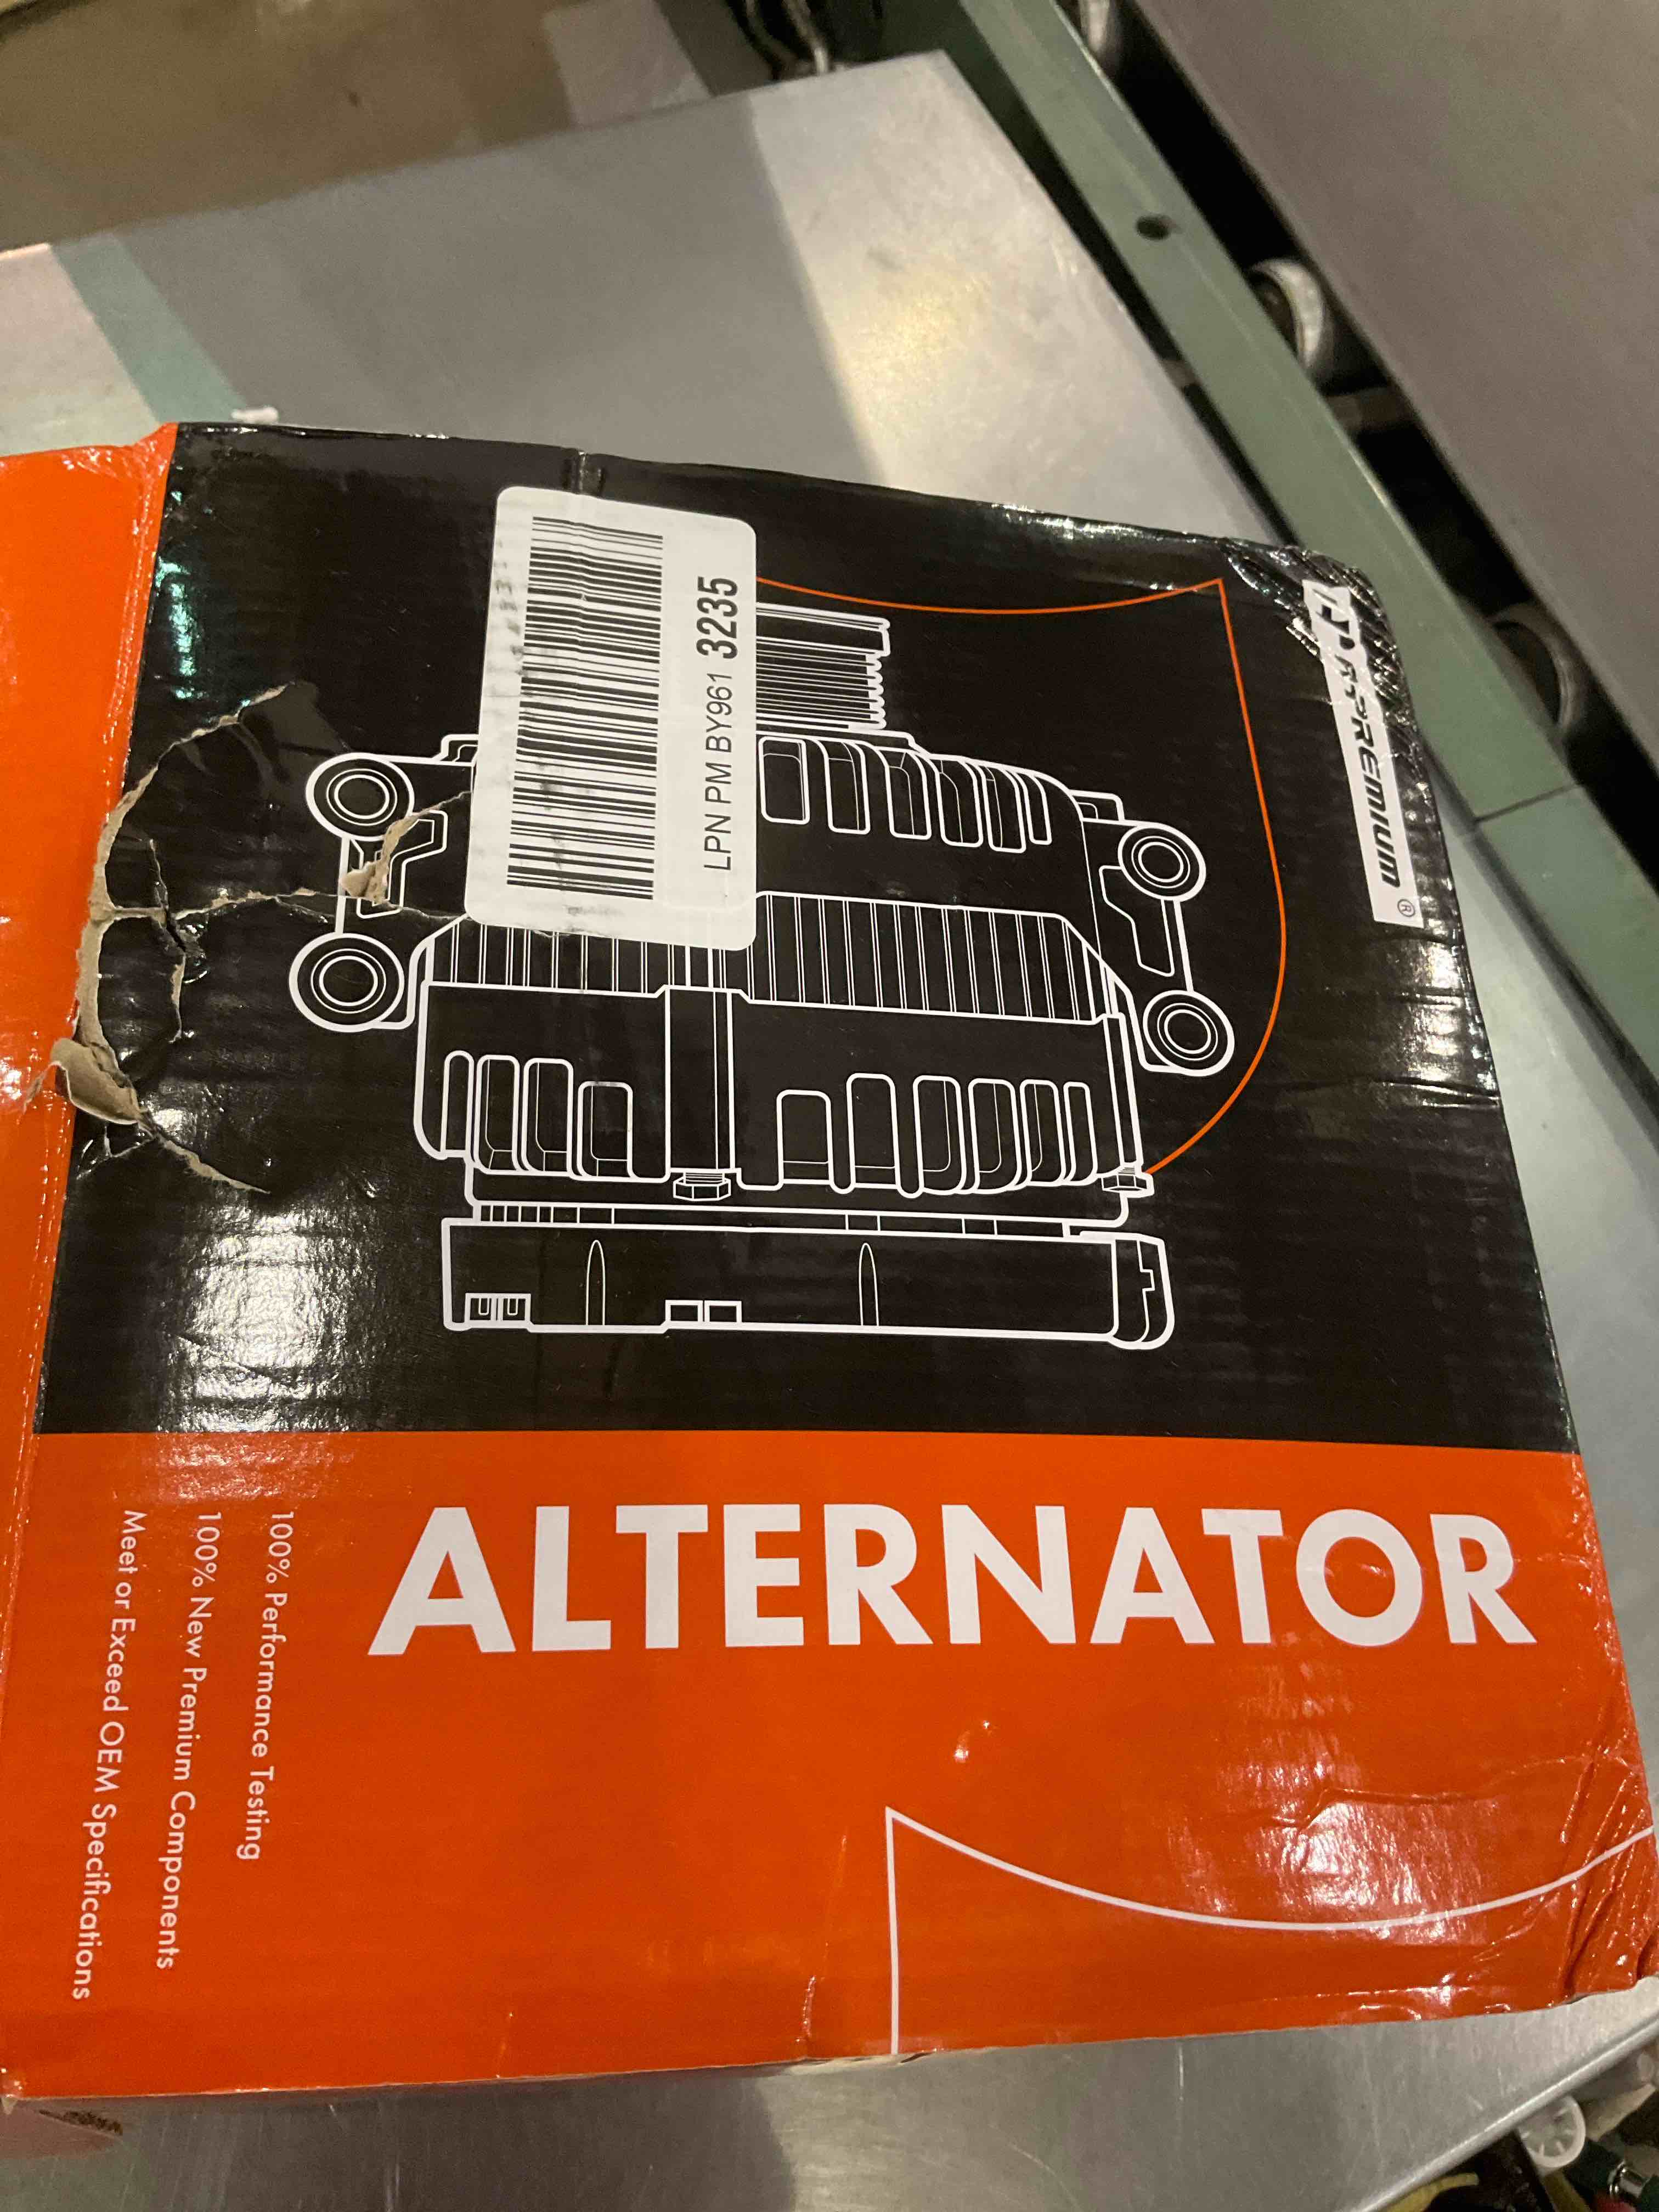 A-PREMIUM®
LPN PM BY961 3235
ALTERNATOR
100% Performance Testing
100% New Premium Components
Meet or Exceed OEM Specifications